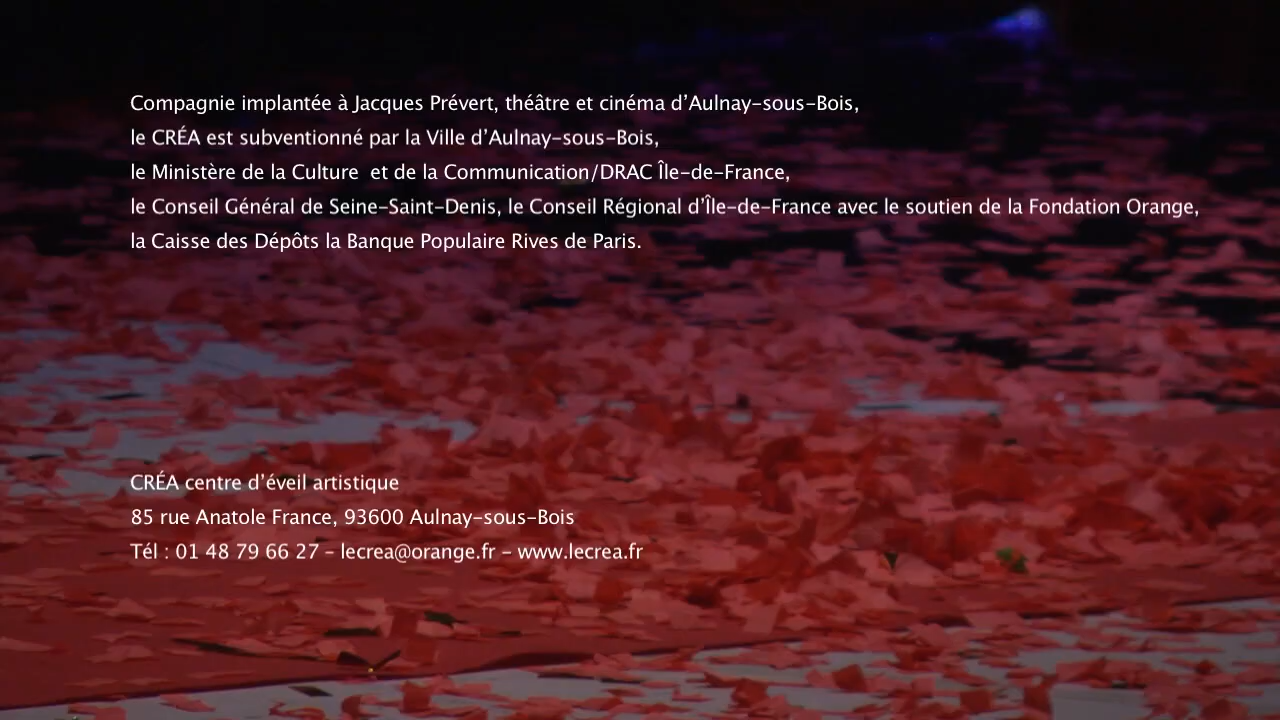 Compagnie implantée à Jacques Prévert, théâtre et cinéma d’Aulnay-sous-Bois,
le CRÉA est subventionné par la Ville d’Aulnay-sous-Bois,
le Ministère de la Culture  et de la Communication/DRAC Île-de-France,
le Conseil Général de Seine-Saint-Denis, le Conseil Régional d’Île-de-France avec le soutien de la Fondation Orange,
la Caisse des Dépôts la Banque Populaire Rives de Paris.
CRÉA centre d’éveil artistique
85 rue Anatole France, 93600 Aulnay-sous-Bois
Tél : 01 48 79 66 27 – lecrea@orange.fr – www.lecrea.fr